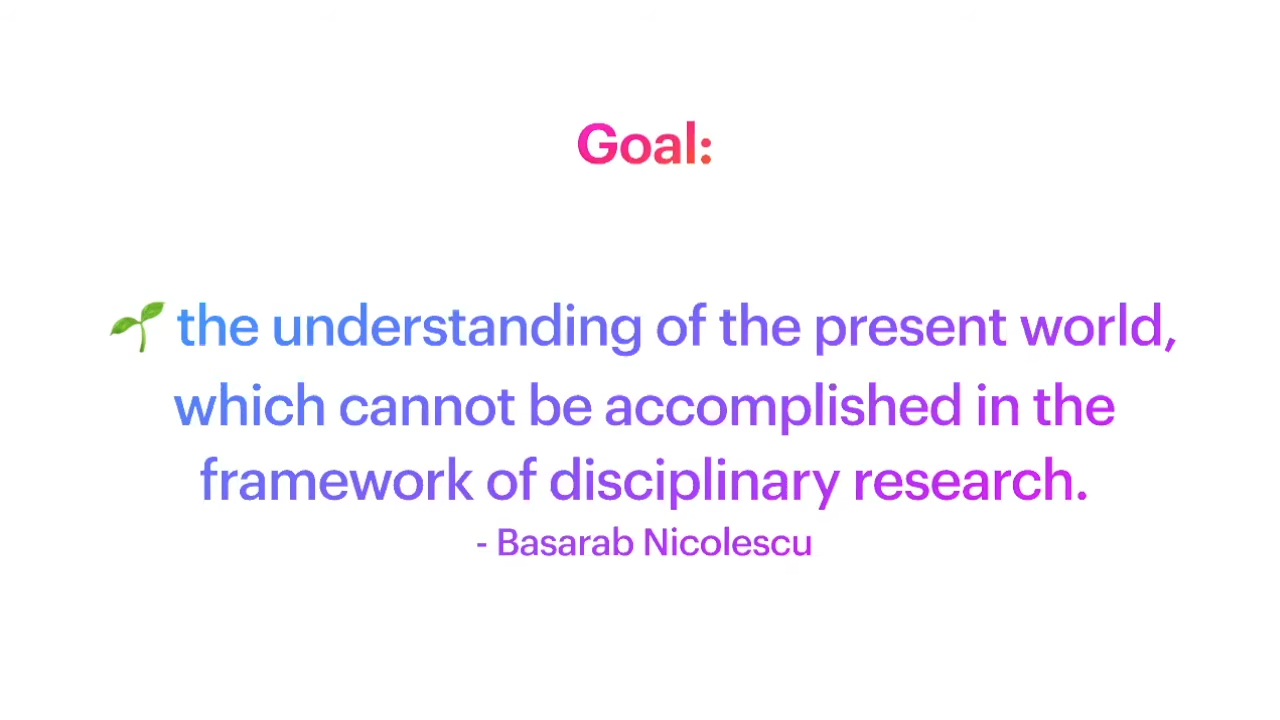 Goal:
🌱 the understanding of the present world,
which cannot be accomplished in the
framework of disciplinary research.
- Basarab Nicolescu